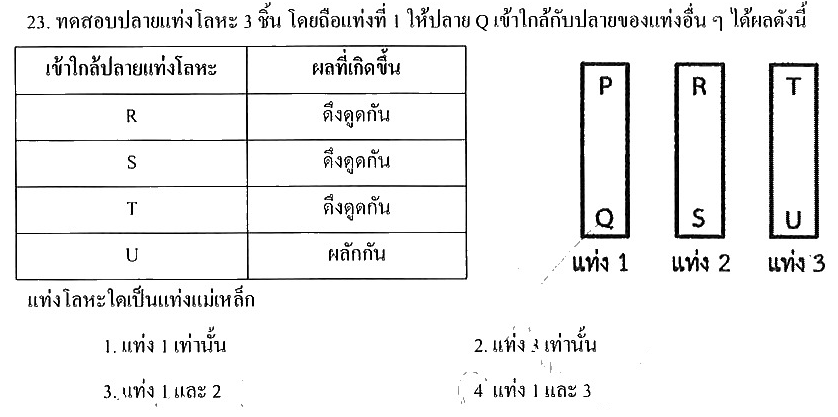 23. ทดสอบปลายแท่งโลหะ 3 ชิ้น โดยถือแท่งที่ 1 ให้ปลาย Q เข้าใกล้กับปลายของแท่งอื่น ๆ ได้ผลดังนี้
เข้าใกล้ปลายแท่งโลหะ ผลที่เกิดขึ้น
R ดึงดูดกัน
S ดึงดูดกัน
T ดึงดูดกัน
U ผลักกัน
P R T
Q S U
แท่ง 1 แท่ง 2 แท่ง 3
แท่งโลหะใดเป็นแท่งแม่เหล็ก
1. แท่ง 1 เท่านั้น 2. แท่ง 3 เท่านั้น
3. แท่ง 1 และ 2 4 แท่ง 1 และ 3